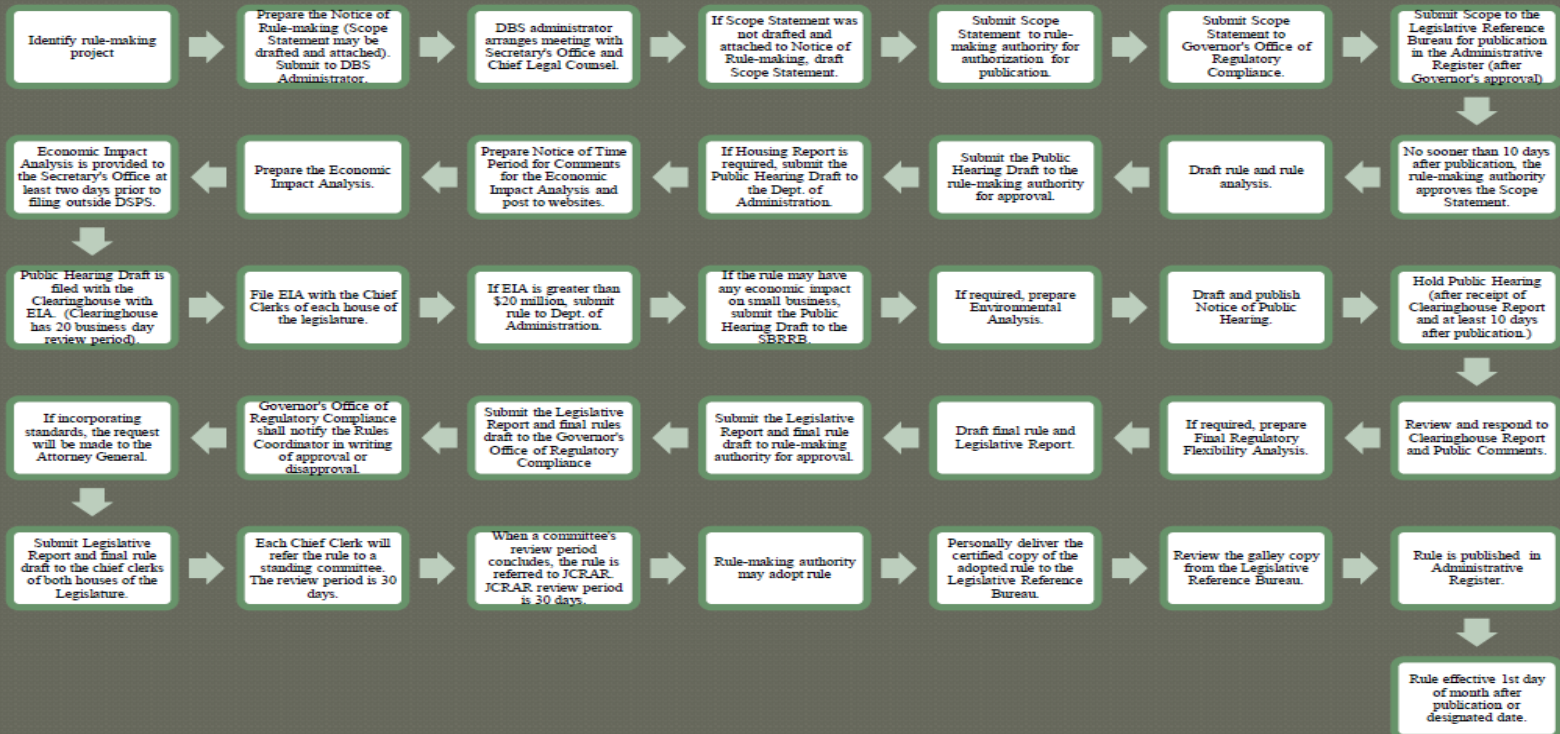 Identify rule-making
project
Prepare the Notice of
Rule-making (Scope
Statement may be
drafted and attached).
Submit to DBS
Administrator.
DBS administrator
arranges meeting with
Secretary's Office and
Chief Legal Counsel.
If Scope Statement was
not drafted and
attached to Notice of
Rule-making, draft
Scope Statement.
Submit Scope
Statement to rule-
making authority for
authorization for
publication.
Submit Scope
Statement to
Governor's Office of
Regulatory
Compliance.
Submit Scope to the
Legislative Reference
Bureau for publication
in the Administrative
Register (after
Governor's approval)
No sooner than 10 days
after publication, the
rule-making authority
approves the Scope
Statement.
Draft rule and rule
analysis.
Submit the Public
Hearing Draft to the
rule-making authority
for approval.
If Housing Report is
required, submit the
Public Hearing Draft to
the Dept. of
Administration.
Prepare Notice of Time
Period for Comments
for the Economic
Impact Analysis and
post to websites.
Prepare the Economic
Impact Analysis.
Economic Impact
Analysis is provided to
the Secretary's Office at
least two days prior to
filing outside DSPS.
Public Hearing Draft is
filed with the
Clearinghouse with
EIA. (Clearinghouse
has 20 business day
review period).
File EIA with the Chief
Clerks of each house of
the legislature.
If EIA is greater than
$20 million, submit
rule to Dept. of
Administration.
If the rule may have
any economic impact
on small business,
submit the Public
Hearing Draft to the
SBRRB.
If required, prepare
Environmental
Analysis.
Draft and publish
Notice of Public
Hearing.
Hold Public Hearing
(after receipt of
Clearinghouse Report
and at least 10 days
after publication.)
Review and respond to
Clearinghouse Report
and Public Comments.
If required, prepare
Final Regulatory
Flexibility Analysis.
Draft final rule and
Legislative Report.
Submit the Legislative
Report and final rule
draft to rule-making
authority for approval.
Submit the Legislative
Report and final rules
draft to the Governor's
Office of Regulatory
Compliance
Governor's Office of
Regulatory Compliance
shall notify the Rules
Coordinator in writing
of approval or
disapproval.
If incorporating
standards, the request
will be made to the
Attorney General.
Submit Legislative
Report and final rule
draft to the chief clerks
of both houses of the
Legislature.
Each Chief Clerk will
refer the rule to a
standing committee.
The review period is 30
days.
When a committee's
review period
concludes, the rule is
referred to JCRAR.
JCRAR review period
is 30 days.
Rule-making authority
may adopt rule
Personally deliver the
certified copy of the
adopted rule to the
Legislative Reference
Bureau.
Review the galley copy
from the Legislative
Reference Bureau.
Rule is published in
Administrative
Register.
Rule effective 1st day
of month after
publication or
designated date.